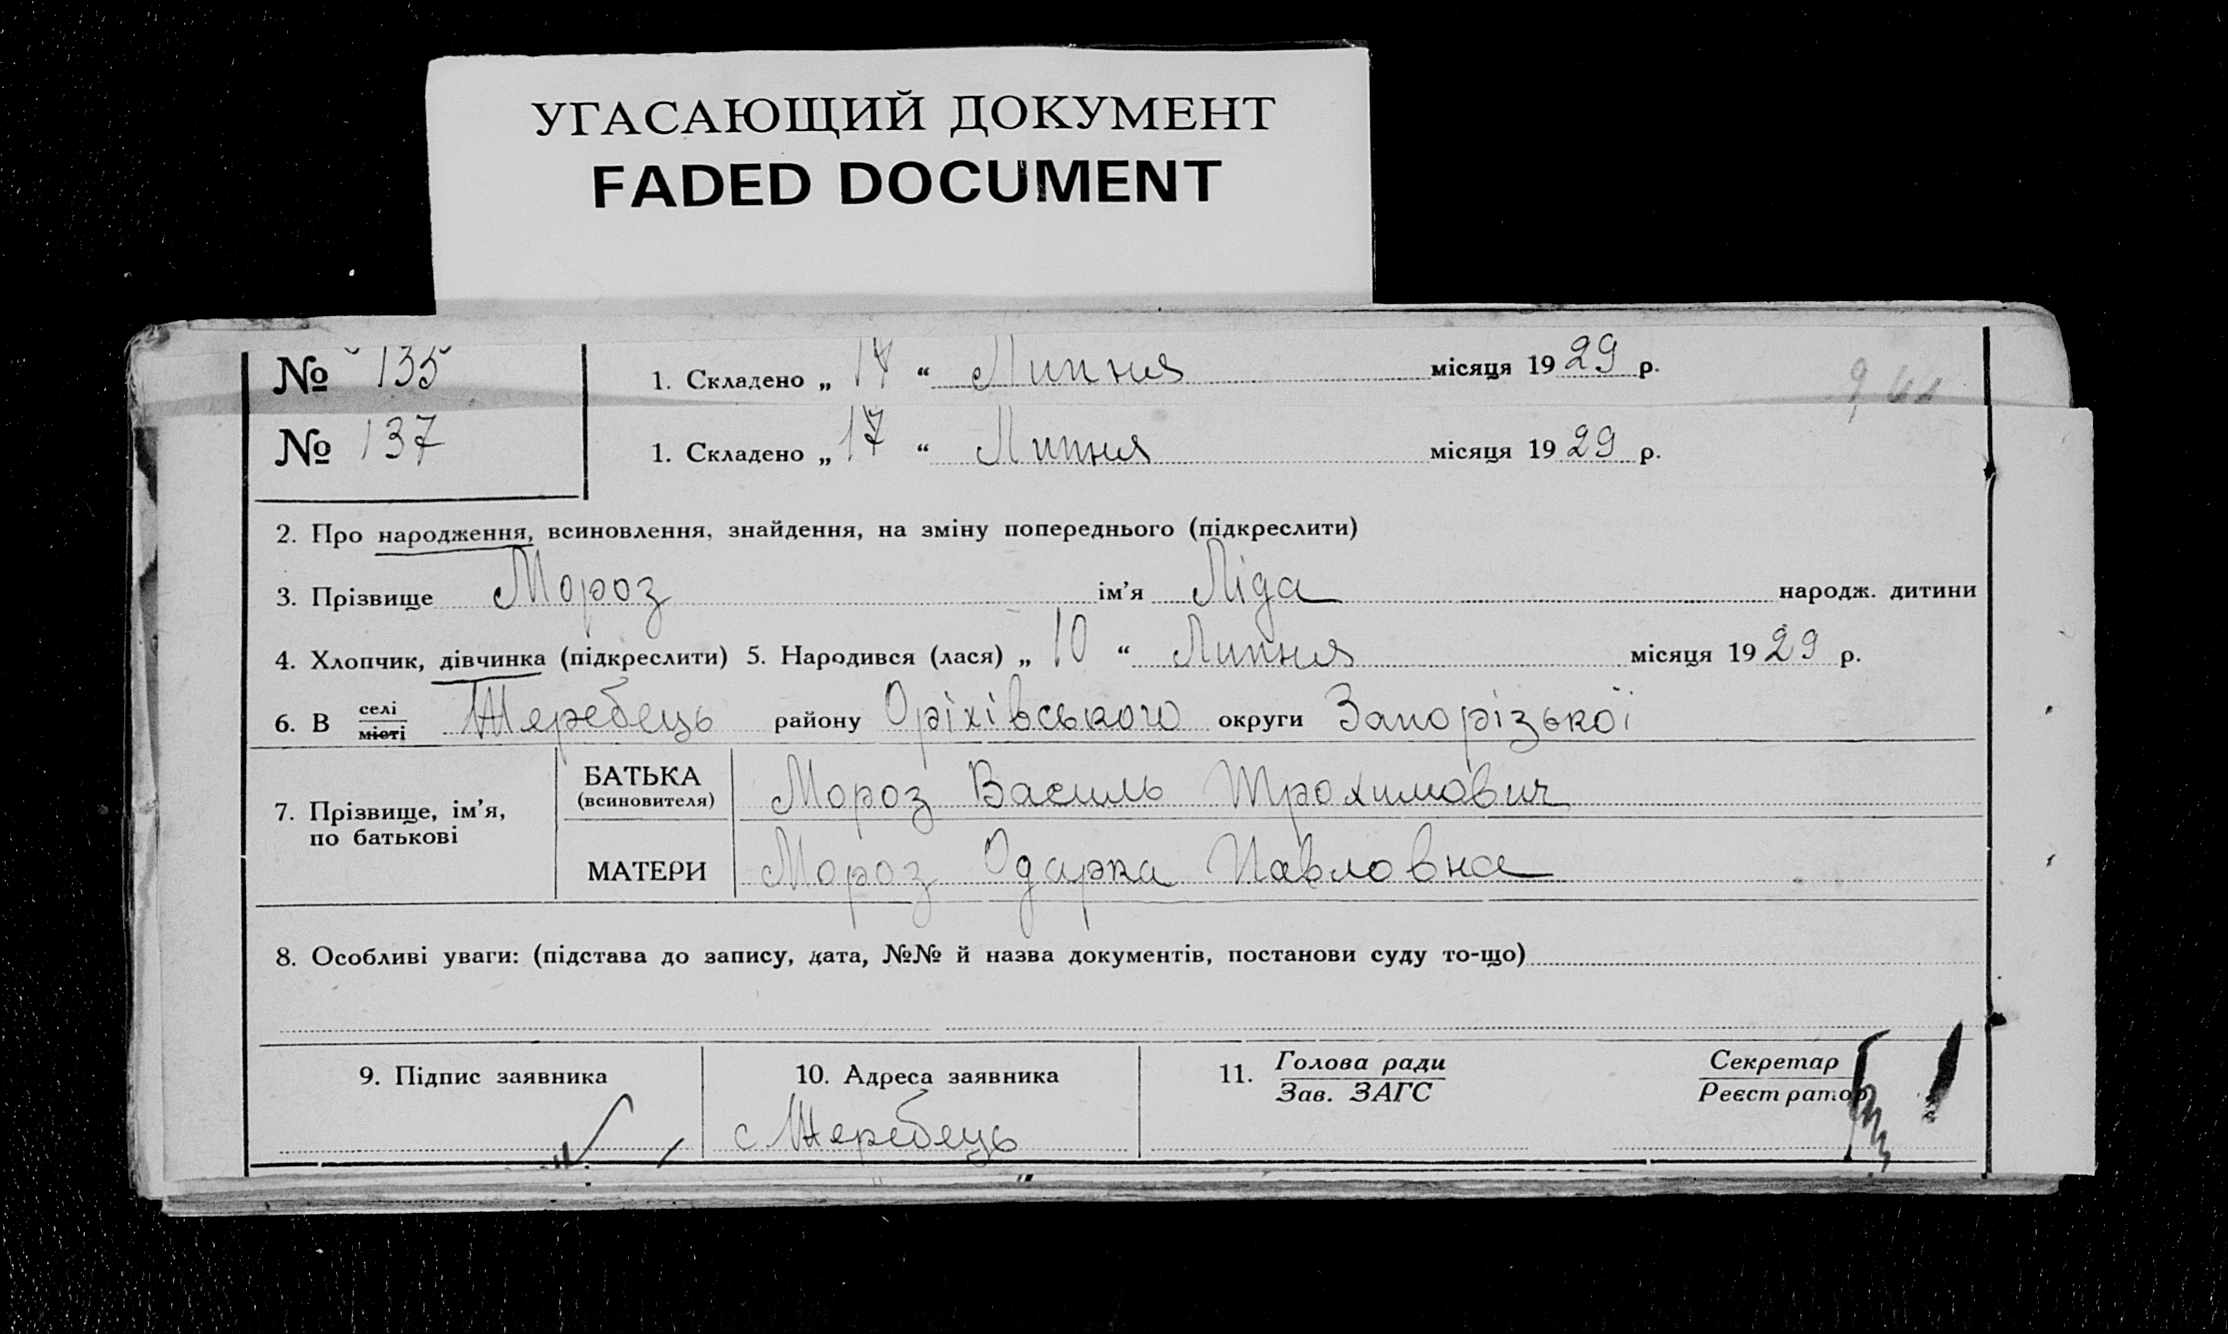 УГАСАЮЩИЙ ДОКУМЕНТ
FADED DOCUMENT
№ 135 1. Складено „ 17 “ Липня місяця 1929 р.
№ 137 1. Складено „ 17 “ Липня місяця 1929 р.
2. Про народження, всиновлення, знайдення, на зміну попереднього (підкреслити)
3. Прізвище Мороз ім’я Ліда народж. дитини
4. Хлопчик, дівчинка (підкреслити) 5. Народився (лася) „ 10 “ Липня місяця 1929 р.
6. В селі місті Жеребець району Оріхівського округи Запорізької
7. Прізвище, ім’я, по батькові
БАТЬКА (всиновителя) Мороз Василь Трохимович
МАТЕРИ Мороз Одарка Павловна
8. Особливі уваги: (підстава до запису, дата, №№ й назва документів, постанови суду то-що)
9. Підпис заявника 10. Адреса заявника 11. Голова ради Секретар
Зав. ЗАГС Реєстратор
с Жеребець